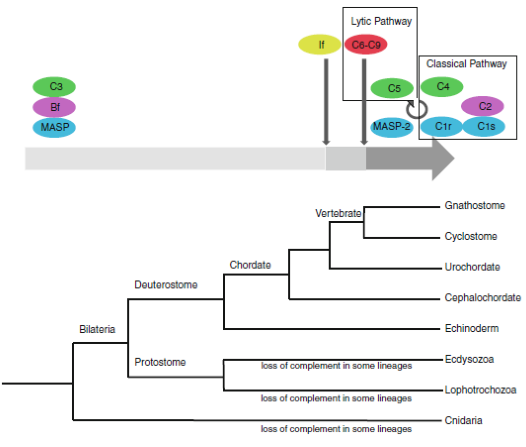 Lytic Pathway
If
C6-C9
Classical Pathway
C3
C5
C4
Bf
C2
MASP
MASP-2
C1r
C1s
Gnathostome
Vertebrate
Cyclostome
Chordate
Urochordate
Deuterostome
Cephalochordate
Bilateria
Echinoderm
Protostome
Ecdysozoa
loss of complement in some lineages
Lophotrochozoa
loss of complement in some lineages
Cnidaria
loss of complement in some lineages